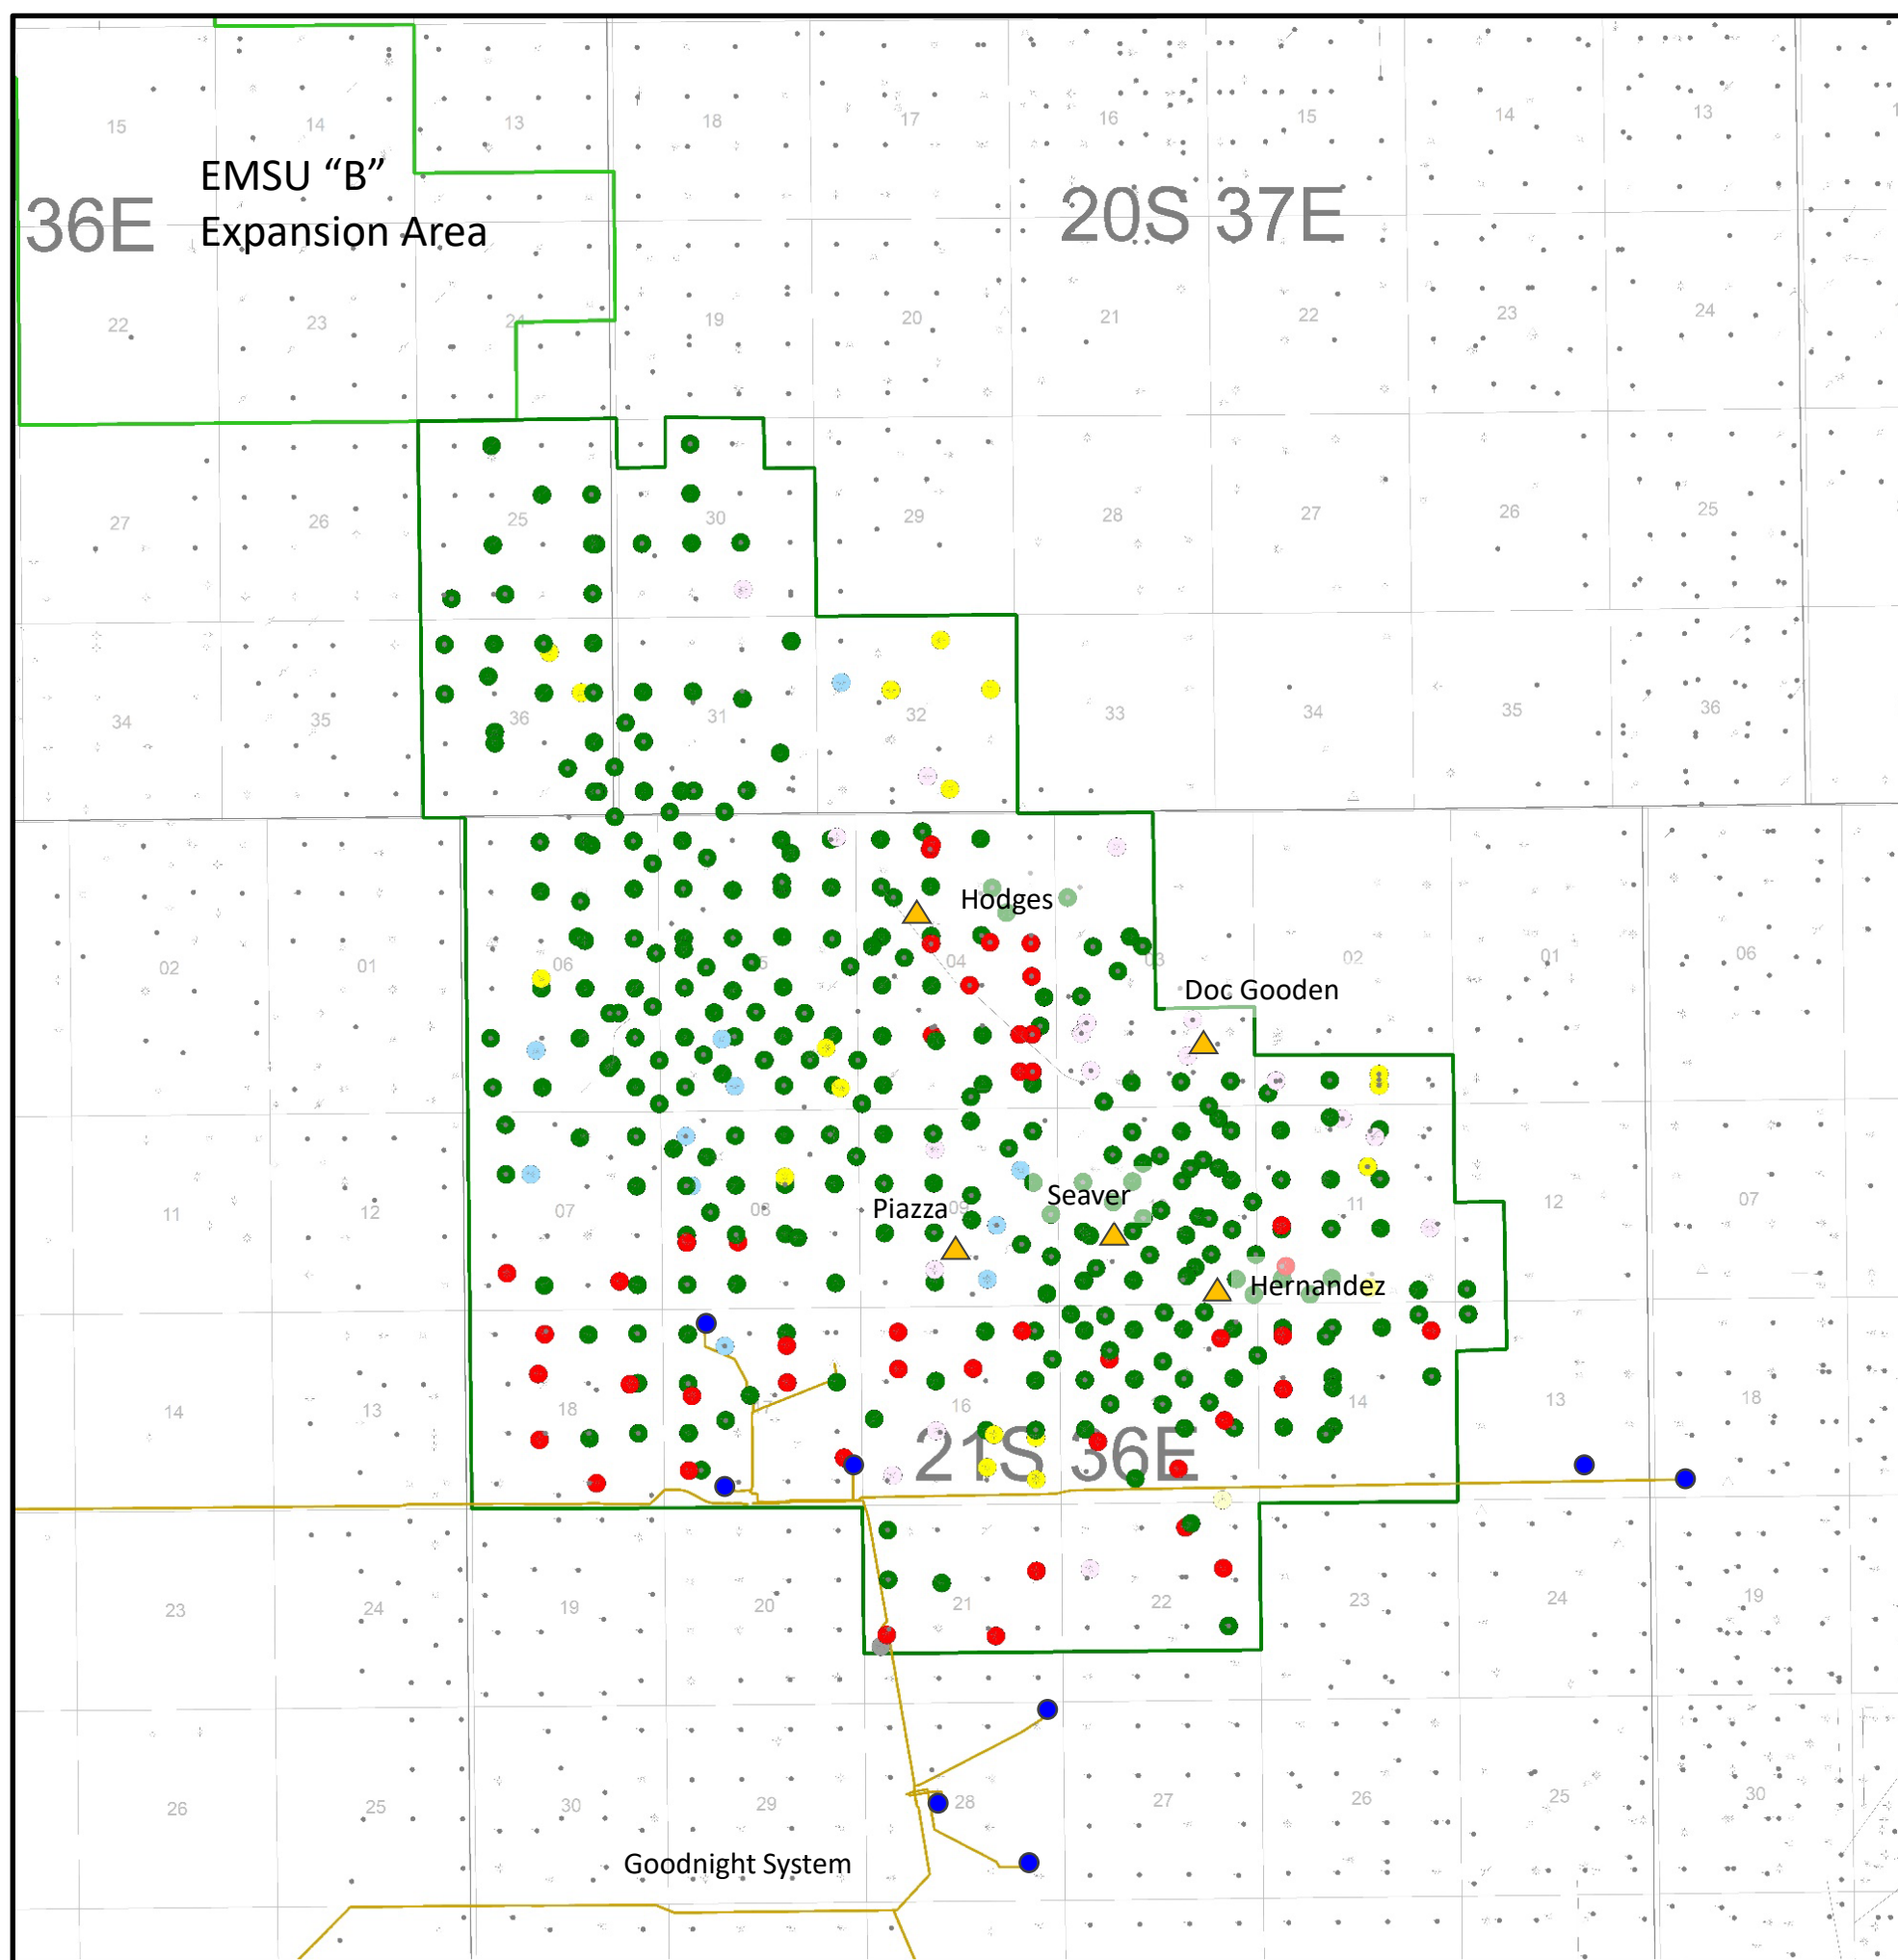 15 14 13 18 17 16 15 14 13
EMSU “B”
Expansion Area
36E
20S 37E
22 23 24 19 20 21 22 23 24
27 26 25 30 29 28 27 26 25
34 35 36 31 32 33 34 35 36
Hodges
02 01 06 04 03 02 01 06
Doc Gooden
Seaver
Piazza
11 12 07 08 09 11 12 07
Hernandez
14 13 18 17 16 14 13 18
21S 36E
23 24 19 20 21 22 23 24 19
26 25 30 29 28 27 26 25 30
Goodnight System